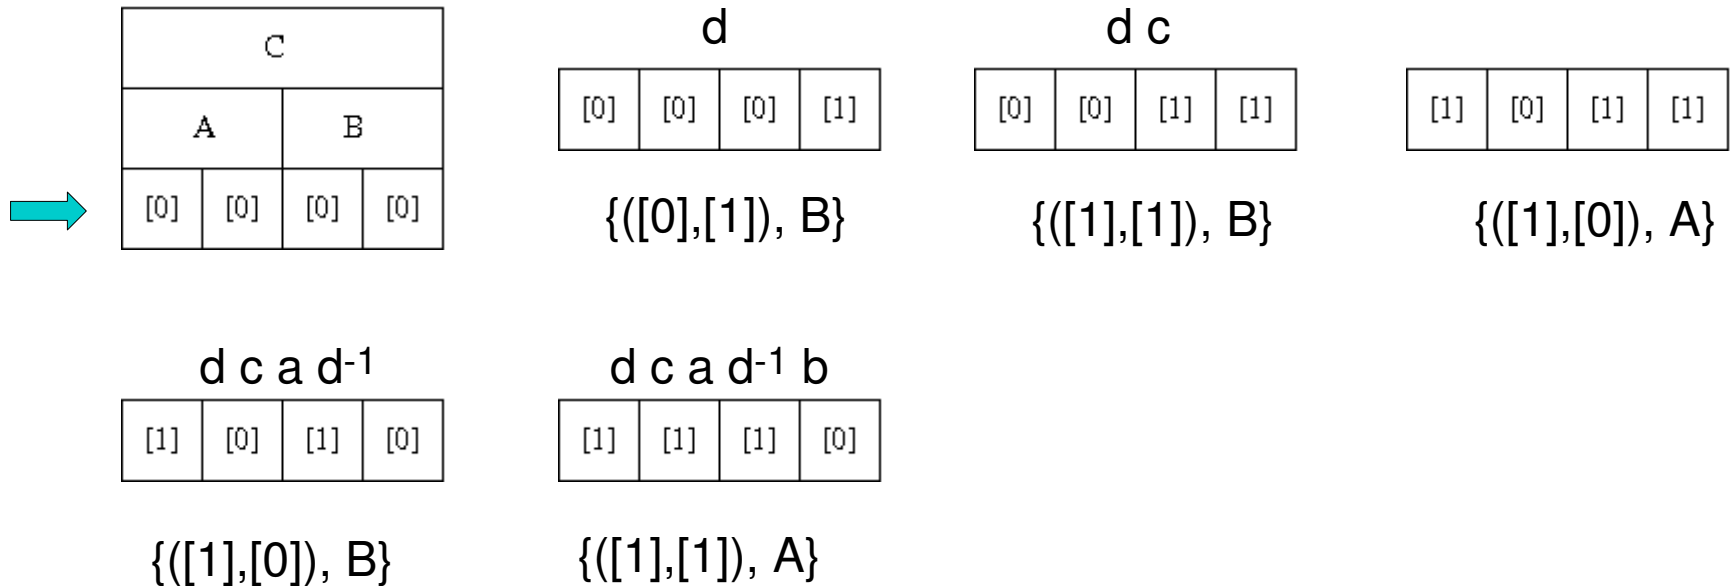 C
A B
[0] [0] [0] [0]
d
[0] [0] [0] [1]
{([0],[1]), B}
d c
[0] [0] [1] [1]
{([1],[1]), B}
[1] [0] [1] [1]
{([1],[0]), A}
d c a d-1
[1] [0] [1] [0]
{([1],[0]), B}
d c a d-1 b
[1] [1] [1] [0]
{([1],[1]), A}